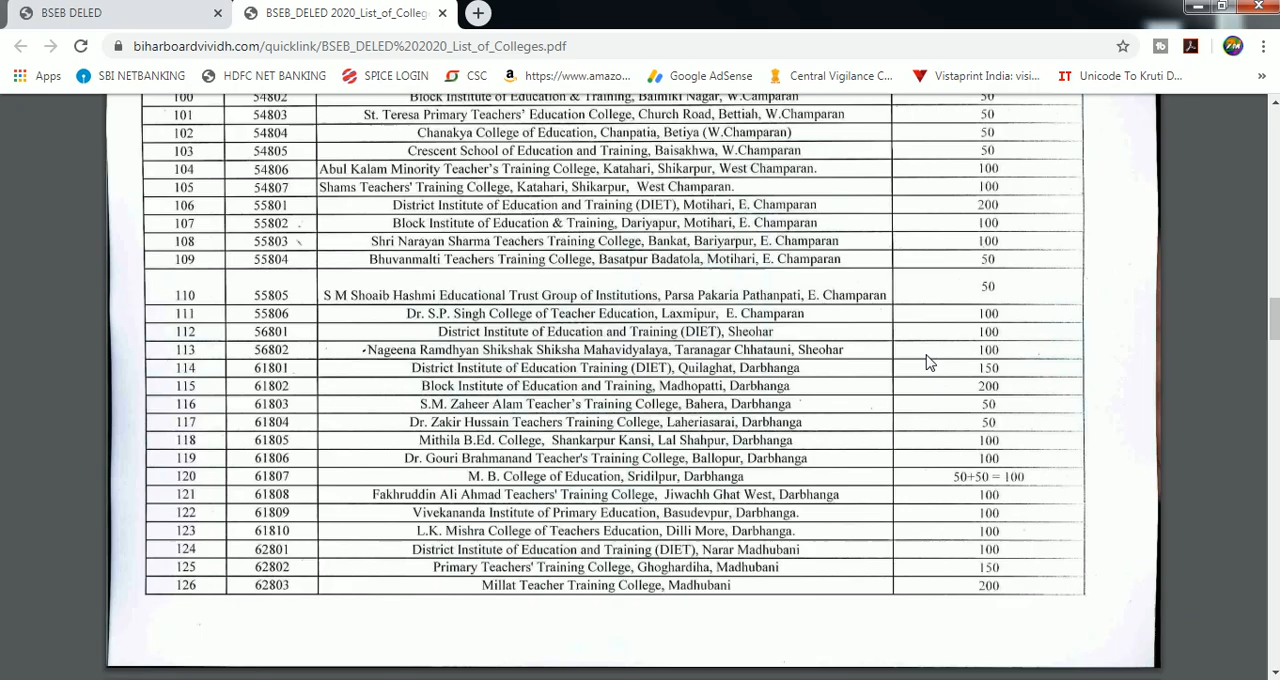 BSEB DELED
BSEB_DELED 2020_List_of_Colleg
biharboardvividh.com/quicklink/BSEB_DELED%202020_List_of_Colleges.pdf
Apps SBI NETBANKING HDFC NET BANKING SPICE LOGIN CSC https://www.amazo... Google AdSense Central Vigilance C... Vistaprint India: visi... IT Unicode To Kruti D... »
100 54802 Block Institute of Education & Training, Balmiki Nagar, W.Camparan 50
101 54803 St. Teresa Primary Teachers' Education College, Church Road, Bettiah, W.Champaran 50
102 54804 Chanakya College of Education, Chanpatia, Betiya (W.Champaran) 50
103 54805 Crescent School of Education and Training, Baisakhwa, W.Champaran 50
104 54806 Abul Kalam Minority Teacher's Training College, Katahari, Shikarpur, West Champaran. 100
105 54807 Shams Teachers' Training College, Katahari, Shikarpur, West Champaran. 100
106 55801 District Institute of Education and Training (DIET), Motihari, E. Champaran 200
107 55802 Block Institute of Education & Training, Dariyapur, Motihari, E. Champaran 100
108 55803 Shri Narayan Sharma Teachers Training College, Bankat, Bariyarpur, E. Champaran 100
109 55804 Bhuvanmalti Teachers Training College, Basatpur Badatola, Motihari, E. Champaran 50
110 55805 S M Shoaib Hashmi Educational Trust Group of Institutions, Parsa Pakaria Pathanpati, E. Champaran 50
111 55806 Dr. S.P. Singh College of Teacher Education, Laxmipur, E. Champaran 100
112 56801 District Institute of Education and Training (DIET), Sheohar 100
113 56802 Nageena Ramdhyan Shikshak Shiksha Mahavidyalaya, Taranagar Chhatauni, Sheohar 100
114 61801 District Institute of Education Training (DIET), Quilaghat, Darbhanga 150
115 61802 Block Institute of Education and Training, Madhopatti, Darbhanga 200
116 61803 S.M. Zaheer Alam Teacher's Training College, Bahera, Darbhanga 50
117 61804 Dr. Zakir Hussain Teachers Training College, Laheriasarai, Darbhanga 50
118 61805 Mithila B.Ed. College, Shankarpur Kansi, Lal Shahpur, Darbhanga 100
119 61806 Dr. Gouri Brahmanand Teacher's Training College, Ballopur, Darbhanga 100
120 61807 M. B. College of Education, Sridilpur, Darbhanga 50+50 = 100
121 61808 Fakhruddin Ali Ahmad Teachers' Training College, Jiwachh Ghat West, Darbhanga 100
122 61809 Vivekananda Institute of Primary Education, Basudevpur, Darbhanga. 100
123 61810 L.K. Mishra College of Teachers Education, Dilli More, Darbhanga. 100
124 62801 District Institute of Education and Training (DIET), Narar Madhubani 100
125 62802 Primary Teachers' Training College, Ghoghardiha, Madhubani 150
126 62803 Millat Teacher Training College, Madhubani 200